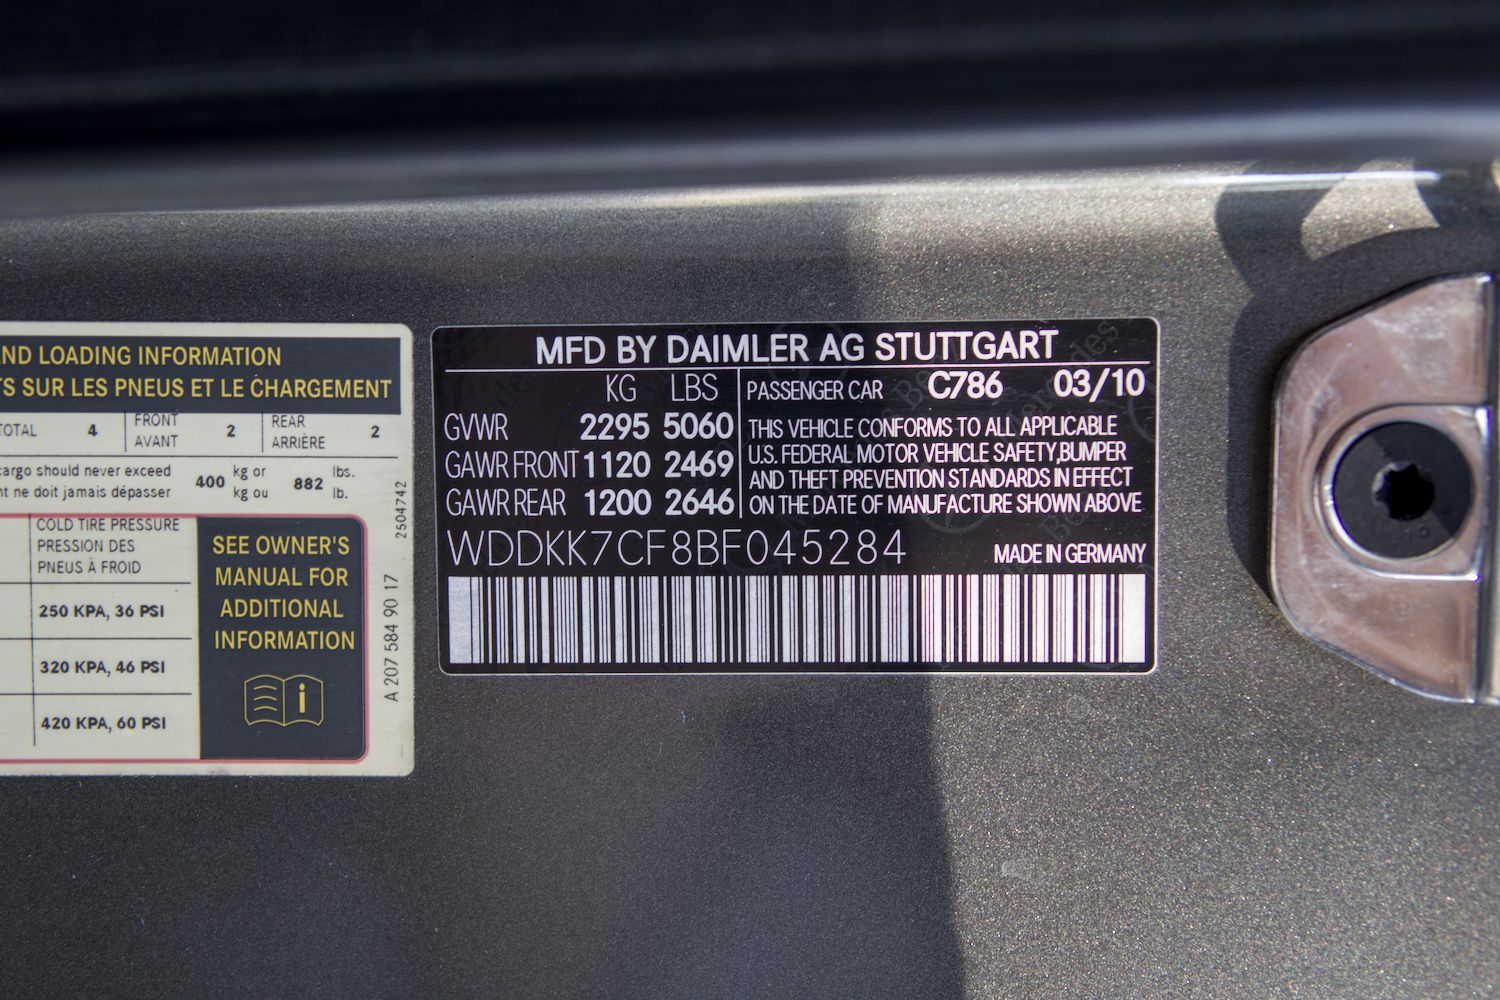 ND LOADING INFORMATION
TS SUR LES PNEUS ET LE CHARGEMENT
TOTAL 4 FRONT AVANT 2 REAR ARRIÈRE 2
cargo should never exceed 400 kg or 882 lbs.
nt ne doit jamais dépasser kg ou lb.
COLD TIRE PRESSURE
PRESSION DES
PNEUS À FROID
250 KPA, 36 PSI
320 KPA, 46 PSI
420 KPA, 60 PSI
SEE OWNER'S
MANUAL FOR
ADDITIONAL
INFORMATION
i
2504742
A 207 584 90 17
MFD BY DAIMLER AG STUTTGART
KG LBS
GVWR 2295 5060
GAWR FRONT 1120 2469
GAWR REAR 1200 2646
PASSENGER CAR C786 03/10
THIS VEHICLE CONFORMS TO ALL APPLICABLE
U.S. FEDERAL MOTOR VEHICLE SAFETY,BUMPER
AND THEFT PREVENTION STANDARDS IN EFFECT
ON THE DATE OF MANUFACTURE SHOWN ABOVE
WDDKK7CF8BF045284
MADE IN GERMANY